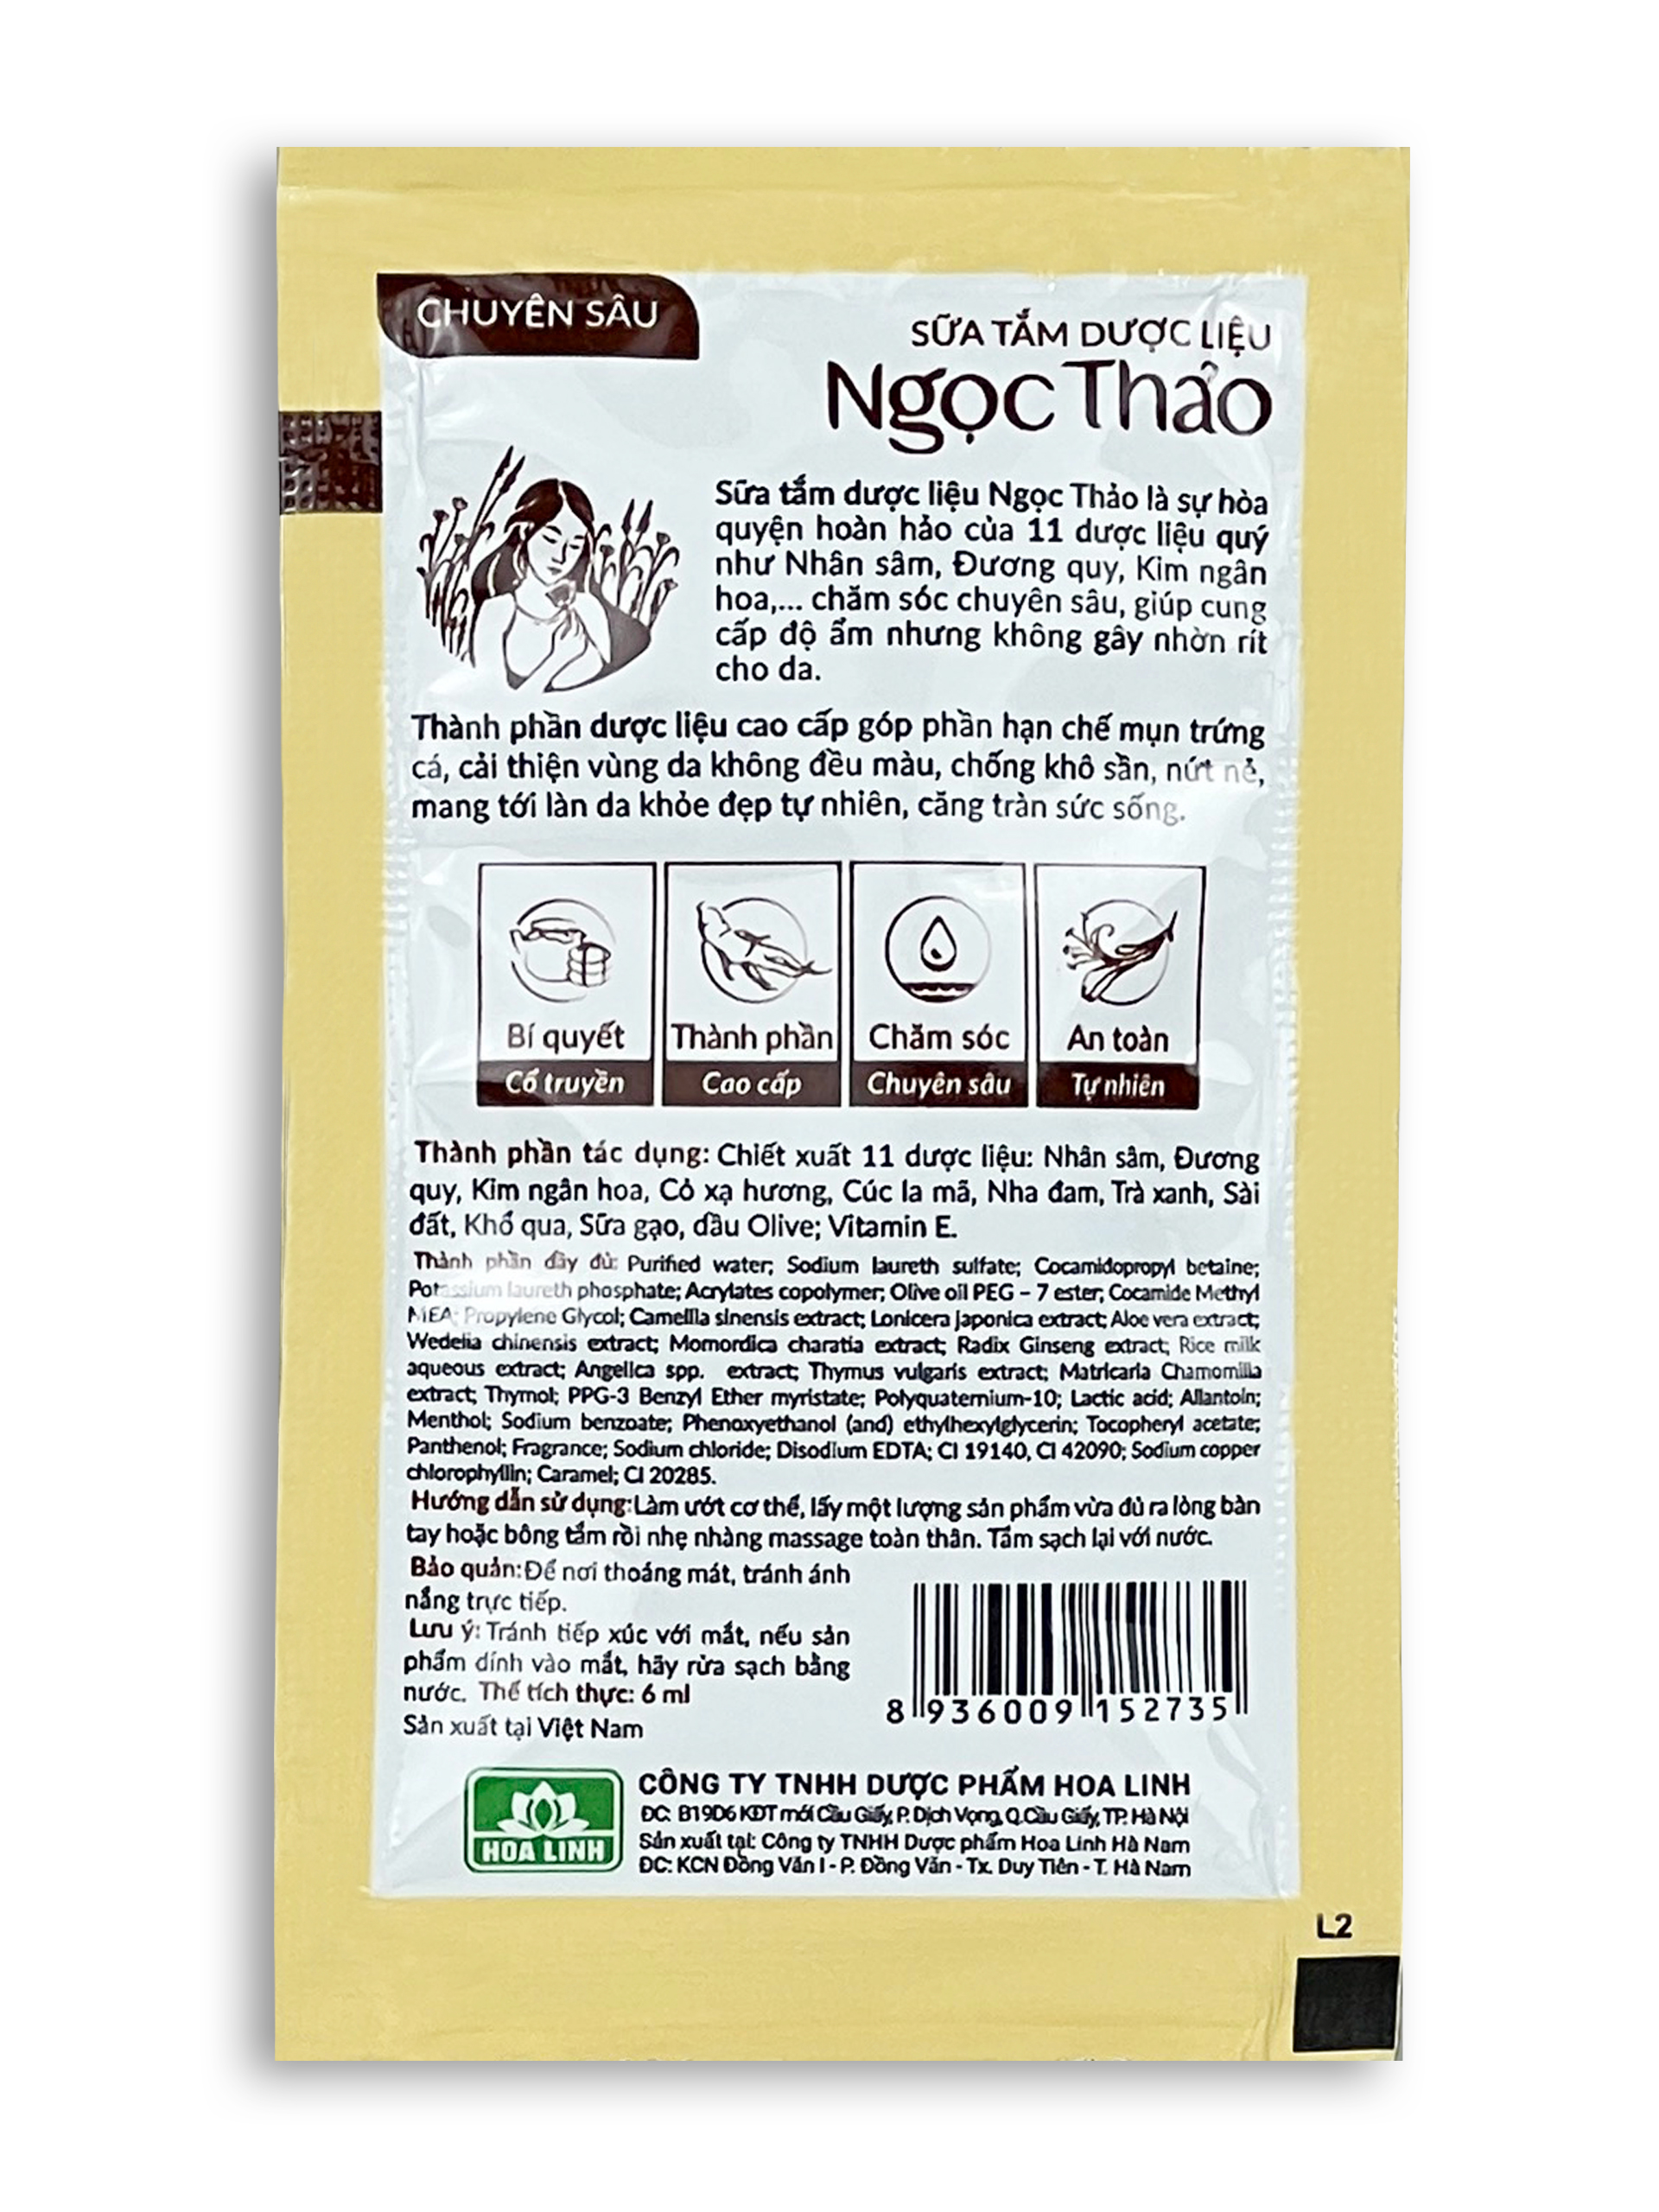 CHUYÊN SÂU
SỮA TẮM DƯỢC LIỆU
Ngọc Thảo
Sữa tắm dược liệu Ngọc Thảo là sự hòa
quyện hoàn hảo của 11 dược liệu quý
như Nhân sâm, Đương quy, Kim ngân
hoa,... chăm sóc chuyên sâu, giúp cung
cấp độ ẩm nhưng không gây nhờn rít
cho da.
Thành phần dược liệu cao cấp góp phần hạn chế mụn trứng
cá, cải thiện vùng da không đều màu, chống khô sần, nứt nẻ,
mang tới làn da khỏe đẹp tự nhiên, căng tràn sức sống.
Bí quyết
Cổ truyền
Thành phần
Cao cấp
Chăm sóc
Chuyên sâu
An toàn
Tự nhiên
Thành phần tác dụng: Chiết xuất 11 dược liệu: Nhân sâm, Đương
quy, Kim ngân hoa, Cỏ xạ hương, Cúc la mã, Nha đam, Trà xanh, Sài
đất, Khổ qua, Sữa gạo, dầu Olive; Vitamin E.
Thành phần đầy đủ: Purified water; Sodium laureth sulfate; Cocamidopropyl betaine;
Potassium laureth phosphate; Acrylates copolymer; Olive oil PEG – 7 ester; Cocamide Methyl
MEA; Propylene Glycol; Camellia sinensis extract; Lonicera japonica extract; Aloe vera extract;
Wedelia chinensis extract; Momordica charatia extract; Radix Ginseng extract; Rice milk
aqueous extract; Angelica spp. extract; Thymus vulgaris extract; Matricaria Chamomilla
extract; Thymol; PPG-3 Benzyl Ether myristate; Polyquaternium-10; Lactic acid; Allantoin;
Menthol; Sodium benzoate; Phenoxyethanol (and) ethylhexylglycerin; Tocopheryl acetate;
Panthenol; Fragrance; Sodium chloride; Disodium EDTA; CI 19140, CI 42090; Sodium copper
chlorophyllin; Caramel; CI 20285.
Hướng dẫn sử dụng: Làm ướt cơ thể, lấy một lượng sản phẩm vừa đủ ra lòng bàn
tay hoặc bông tắm rồi nhẹ nhàng massage toàn thân. Tắm sạch lại với nước.
Bảo quản: Để nơi thoáng mát, tránh ánh
nắng trực tiếp.
Lưu ý: Tránh tiếp xúc với mắt, nếu sản
phẩm dính vào mắt, hãy rửa sạch bằng
nước. Thể tích thực: 6 ml
Sản xuất tại Việt Nam
8 936009 152735
HOA LINH
CÔNG TY TNHH DƯỢC PHẨM HOA LINH
ĐC: B19D6 KĐT mới Cầu Giấy, P. Dịch Vọng, Q.Cầu Giấy, TP. Hà Nội
Sản xuất tại: Công ty TNHH Dược phẩm Hoa Linh Hà Nam
ĐC: KCN Đồng Văn I - P. Đồng Văn - Tx. Duy Tiên - T. Hà Nam
L2